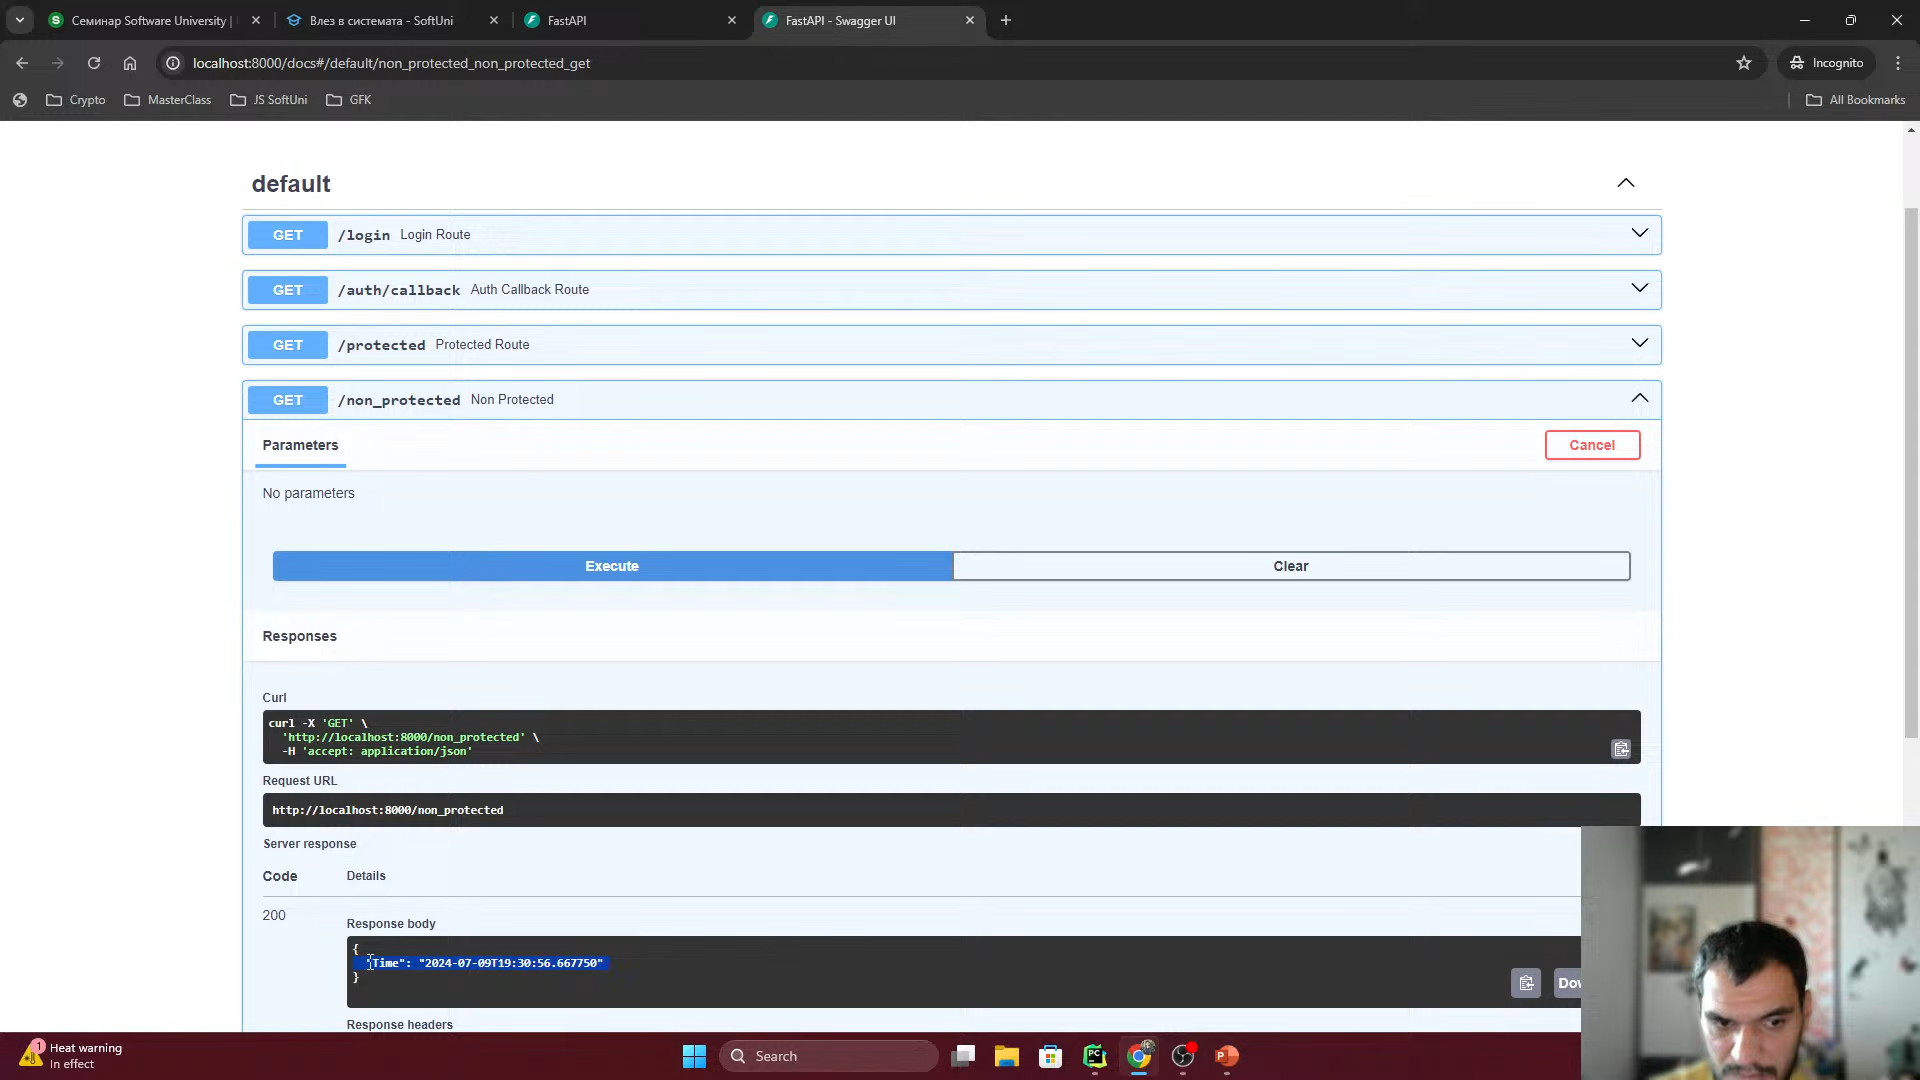 Семинар Software University |
Влез в системата - SoftUni
FastAPI
FastAPI - Swagger UI
localhost:8000/docs#/default/non_protected_non_protected_get
Incognito
Crypto
MasterClass
JS SoftUni
GFK
All Bookmarks
default
GET /login Login Route
GET /auth/callback Auth Callback Route
GET /protected Protected Route
GET /non_protected Non Protected
Parameters
Cancel
No parameters
Execute
Clear
Responses
Curl
curl -X 'GET' \
'http://localhost:8000/non_protected' \
-H 'accept: application/json'
Request URL
http://localhost:8000/non_protected
Server response
Code Details
200
Response body
{
"Time": "2024-07-09T19:30:56.667750"
}
Dow
Response headers
1
Heat warning
In effect
Search
PC
P